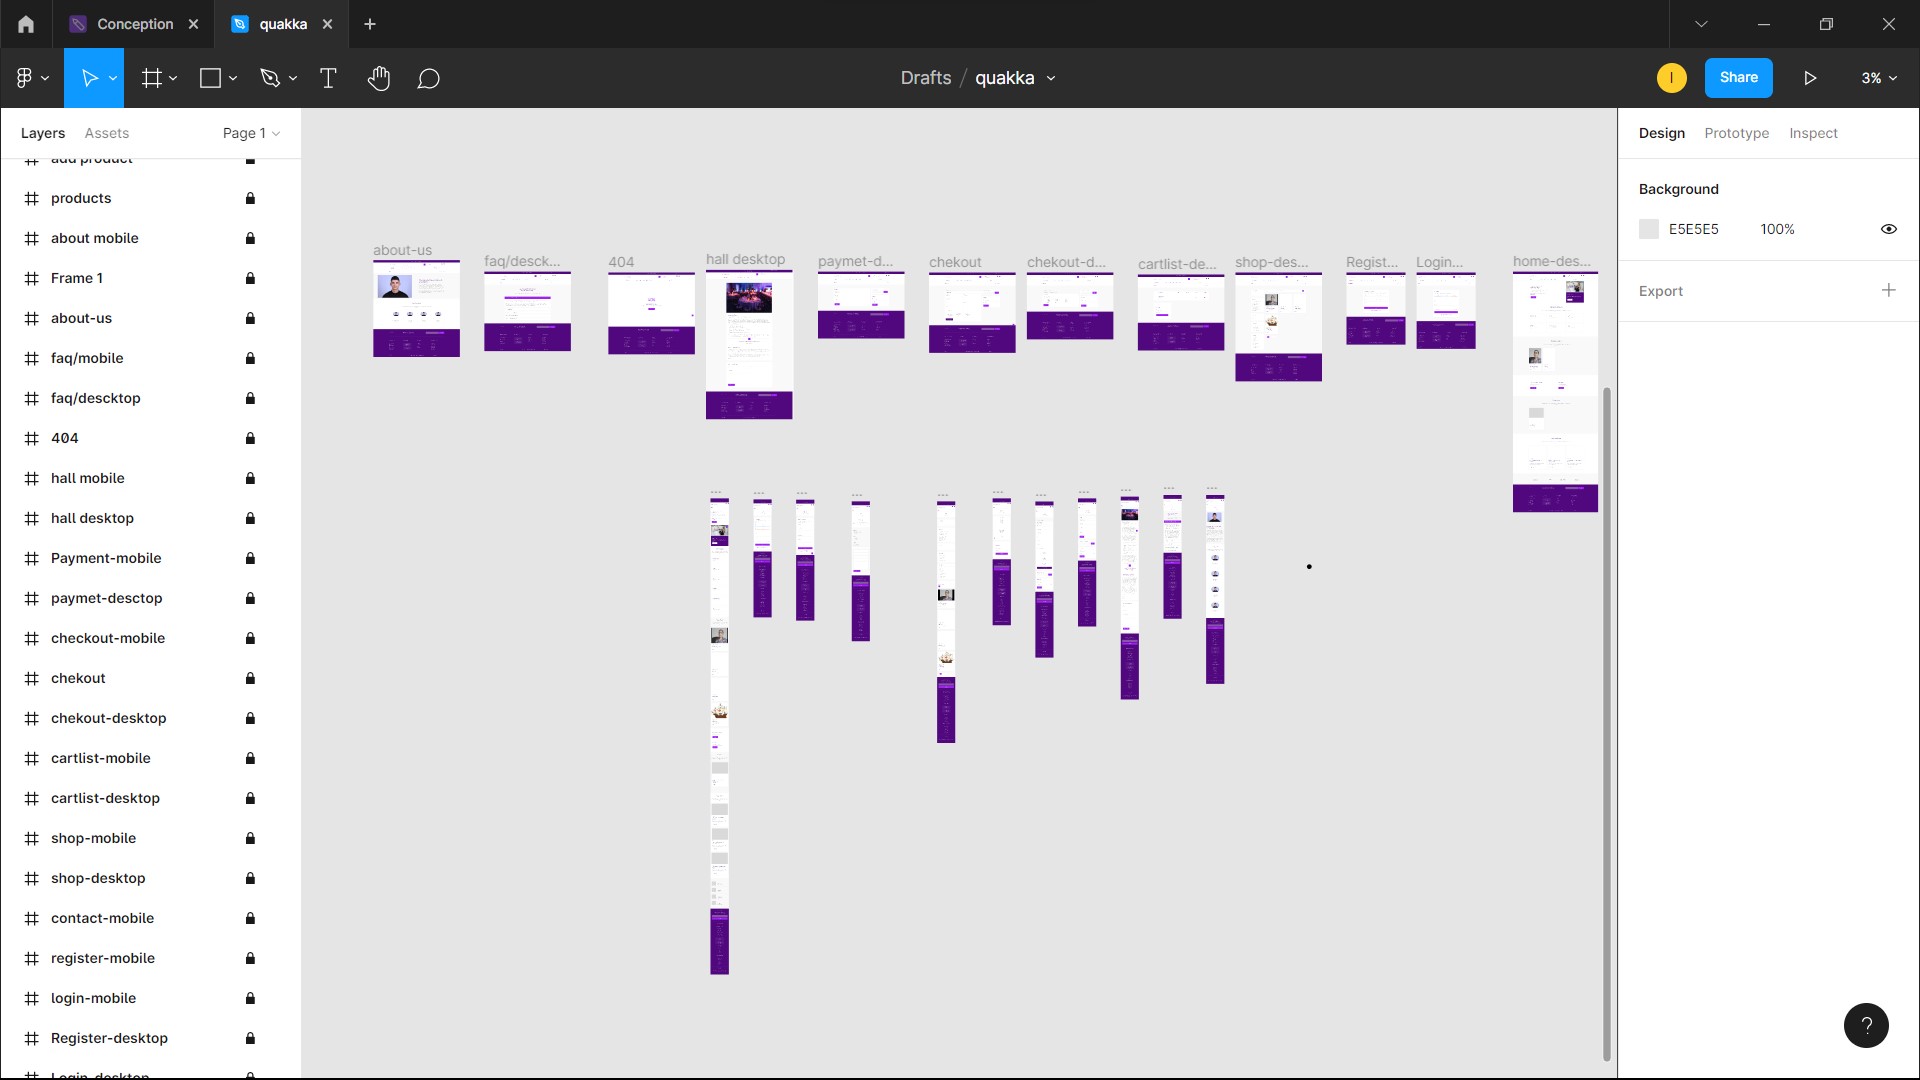 Conception
quakka
Drafts / quakka
I
Share
3%
Layers
Assets
Page 1
Design
Prototype
Inspect
add product
products
about mobile
Frame 1
about-us
faq/mobile
faq/descktop
404
hall mobile
hall desktop
Payment-mobile
paymet-desctop
checkout-mobile
chekout
chekout-desktop
cartlist-mobile
cartlist-desktop
shop-mobile
shop-desktop
contact-mobile
register-mobile
login-mobile
Register-desktop
Login-desktop
about-us
faq/desck...
404
hall desktop
paymet-d...
chekout
chekout-d...
cartlist-de...
shop-des...
Regist...
Login...
home-des...
Background
E5E5E5
100%
Export
?